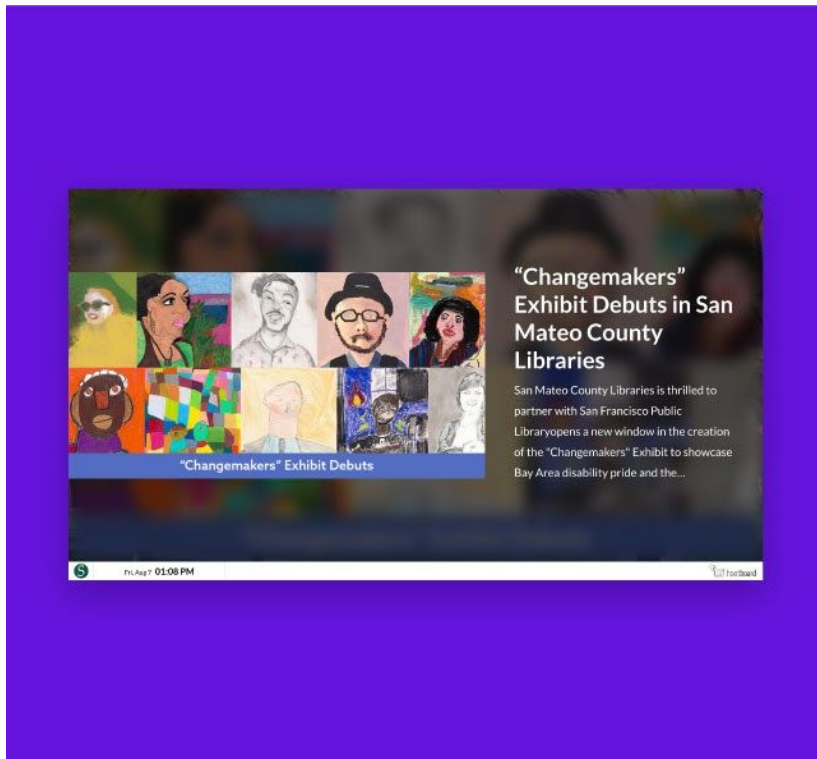 “Changemakers”
Exhibit Debuts in San
Mateo County
Libraries
San Mateo County Libraries is thrilled to
partner with San Francisco Public
Libraryopens a new window in the creation
of the "Changemakers" Exhibit to showcase
Bay Area disability pride and the...
“Changemakers” Exhibit Debuts
S
Fri, Aug 7 01:08 PM